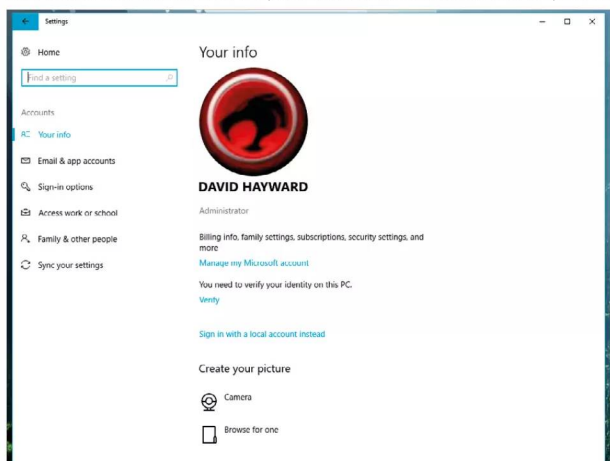 Settings
Home
Find a setting
Accounts
Your info
Email & app accounts
Sign-in options
Access work or school
Family & other people
Sync your settings
Your info
DAVID HAYWARD
Administrator
Billing info, family settings, subscriptions, security settings, and
more
Manage my Microsoft account
You need to verify your identity on this PC.
Verify
Sign in with a local account instead
Create your picture
Camera
Browse for one